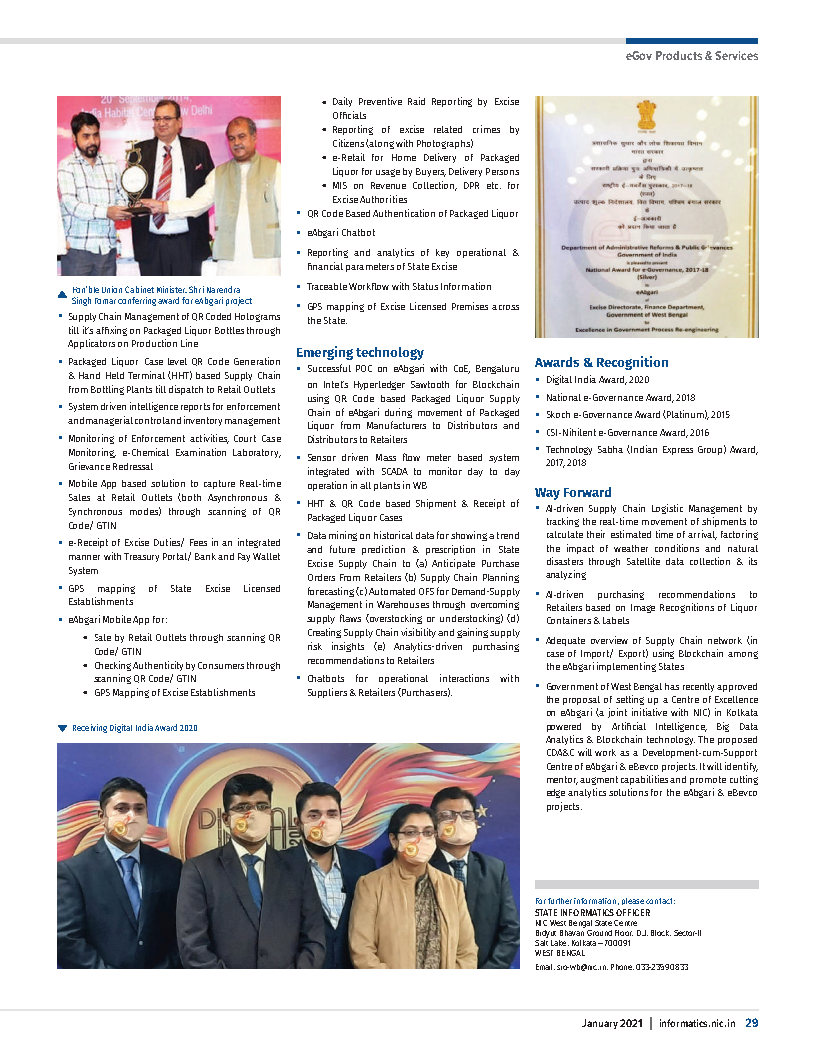 eGov Products & Services
20th September 2014,
India Habitat Cen w Delhi
Hon'ble Union Cabinet Minister, Shri Narendra
Singh Tomar conferring award for eAbgari project
• Supply Chain Management of QR Coded Holograms
till it's affixing on Packaged Liquor Bottles through
Applicators on Production Line
• Packaged Liquor Case level QR Code Generation
& Hand Held Terminal (HHT) based Supply Chain
from Bottling Plants till dispatch to Retail Outlets
• System driven intelligence reports for enforcement
and managerial control and inventory management
• Monitoring of Enforcement activities, Court Case
Monitoring, e-Chemical Examination Laboratory,
Grievance Redressal
• Mobile App based solution to capture Real-time
Sales at Retail Outlets (both Asynchronous &
Synchronous modes) through scanning of QR
Code/ GTIN
• e-Receipt of Excise Duties/ Fees in an integrated
manner with Treasury Portal/ Bank and Pay Wallet
System
• GPS mapping of State Excise Licensed
Establishments
• eAbgari Mobile App for:
• Sale by Retail Outlets through scanning QR
Code/ GTIN
• Checking Authenticity by Consumers through
scanning QR Code/ GTIN
• GPS Mapping of Excise Establishments
• Daily Preventive Raid Reporting by Excise
Officials
• Reporting of excise related crimes by
Citizens (along with Photographs)
• e-Retail for Home Delivery of Packaged
Liquor for usage by Buyers, Delivery Persons
• MIS on Revenue Collection, DPR etc. for
Excise Authorities
• QR Code Based Authentication of Packaged Liquor
• eAbgari Chatbot
• Reporting and analytics of key operational &
financial parameters of State Excise
• Traceable Workflow with Status Information
• GPS mapping of Excise Licensed Premises across
the State.
Emerging technology
• Successful POC on eAbgari with CoE, Bengaluru
on Intel's Hyperledger Sawtooth for Blockchain
using QR Code based Packaged Liquor Supply
Chain of eAbgari during movement of Packaged
Liquor from Manufacturers to Distributors and
Distributors to Retailers
• Sensor driven Mass flow meter based system
integrated with SCADA to monitor day to day
operation in all plants in WB
• HHT & QR Code based Shipment & Receipt of
Packaged Liquor Cases
• Data mining on historical data for showing a trend
and future prediction & prescription in State
Excise Supply Chain to (a) Anticipate Purchase
Orders From Retailers (b) Supply Chain Planning
forecasting (c) Automated OFS for Demand-Supply
Management in Warehouses through overcoming
supply flaws (overstocking or understocking) (d)
Creating Supply Chain visibility and gaining supply
risk insights (e) Analytics-driven purchasing
recommendations to Retailers
• Chatbots for operational interactions with
Suppliers & Retailers (Purchasers).
प्रशासनिक सुधार और लोक शिकायत विभाग
भारत सरकार
द्वारा
सरकारी प्रक्रिया पुनः अभियांत्रिकी में उत्कृष्टता
के लिए
राष्ट्रीय ई-गवर्नेंस पुरस्कार, 2017-18
(रजत)
उत्पाद शुल्क निदेशालय, वित्त विभाग, पश्चिम बंगाल सरकार
के
ई-आबकारी
को प्रदान किया जाता है
Department of Administrative Reforms & Public Grievances
Government of India
is pleased to present
National Award for e-Governance, 2017-18
(Silver)
to
eAbgari
of
Excise Directorate, Finance Department,
Government of West Bengal
for
Excellence in Government Process Re-engineering
Awards & Recognition
• Digital India Award, 2020
• National e-Governance Award, 2018
• Skoch e-Governance Award (Platinum), 2015
• CSI-Nihilent e-Governance Award, 2016
• Technology Sabha (Indian Express Group) Award,
2017, 2018
Way Forward
• AI-driven Supply Chain Logistic Management by
tracking the real-time movement of shipments to
calculate their estimated time of arrival, factoring
the impact of weather conditions and natural
disasters through Satellite data collection & its
analyzing
• AI-driven purchasing recommendations to
Retailers based on Image Recognitions of Liquor
Containers & Labels
• Adequate overview of Supply Chain network (in
case of Import/ Export) using Blockchain among
the eAbgari implementing States
• Government of West Bengal has recently approved
the proposal of setting up a Centre of Excellence
on eAbgari (a joint initiative with NIC) in Kolkata
powered by Artificial Intelligence, Big Data
Analytics & Blockchain technology. The proposed
CDA&C will work as a Development-cum-Support
Centre of eAbgari & eBevco projects. It will identify,
mentor, augment capabilities and promote cutting
edge analytics solutions for the eAbgari & eBevco
projects.
Receiving Digital India Award 2020
For further information, please contact:
STATE INFORMATICS OFFICER
NIC West Bengal State Centre
Bidyut Bhavan Ground Floor, D.J. Block, Sector-II
Salt Lake, Kolkata – 700091
WEST BENGAL
Email: sio-wb@nic.in, Phone: 033-23590833
January 2021 | informatics.nic.in 29